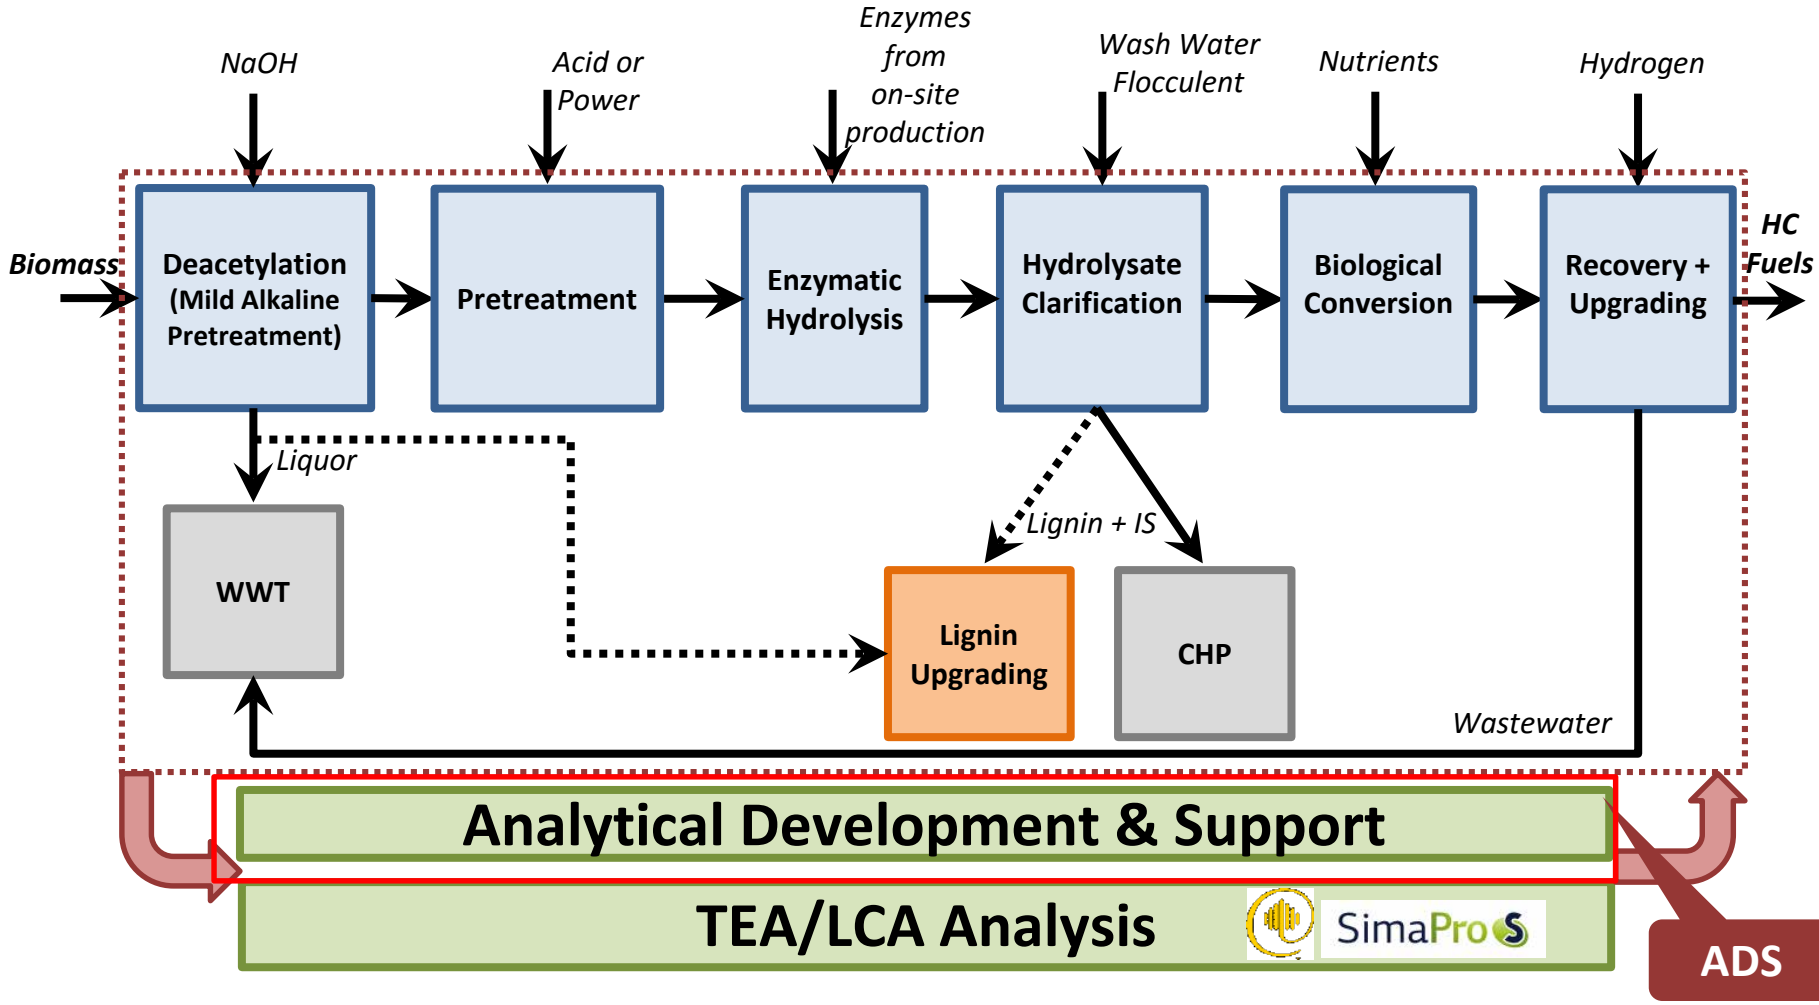 NaOH
Acid or
Power
Enzymes
from
on-site
production
Wash Water
Flocculent
Nutrients
Hydrogen
Biomass
Deacetylation
(Mild Alkaline
Pretreatment)
Pretreatment
Enzymatic
Hydrolysis
Hydrolysate
Clarification
Biological
Conversion
Recovery +
Upgrading
HC
Fuels
Liquor
Lignin + IS
WWT
Lignin
Upgrading
CHP
Wastewater
Analytical Development & Support
TEA/LCA Analysis
SimaPro
ADS